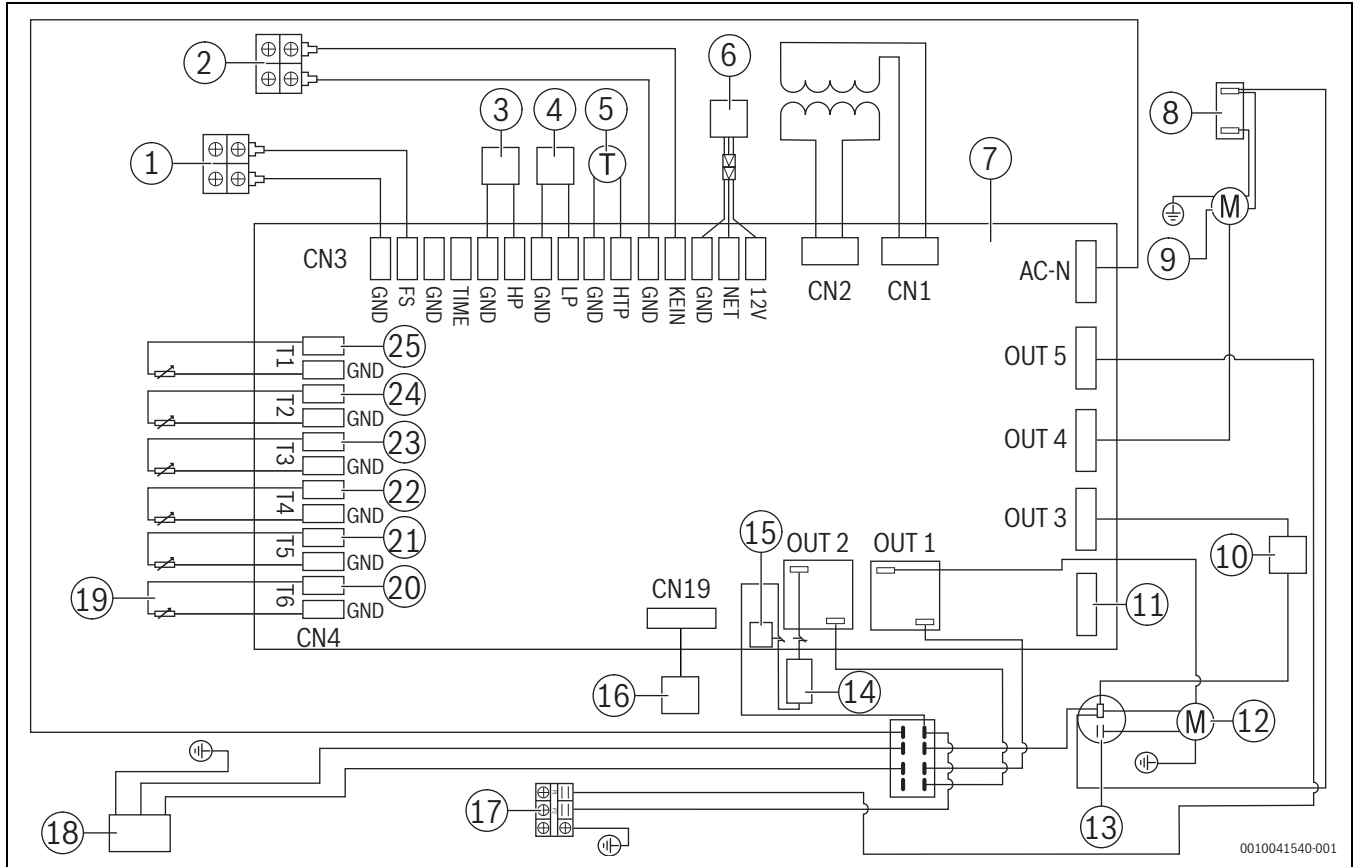 2
6
8
3
4
5
1
T
7
M
CN3
CN2
CN1
AC-N
9
GND
FS
GND
TIME
GND
HP
GND
LP
GND
HTP
GND
KEIN
GND
NET
12V
T1
25
GND
OUT 5
T2
24
GND
T3
23
GND
OUT 4
T4
22
GND
T5
21
GND
OUT 3
15
OUT 2
OUT 1
10
19
T6
20
GND
CN4
CN19
11
16
14
M
12
13
17
18
0010041540-001